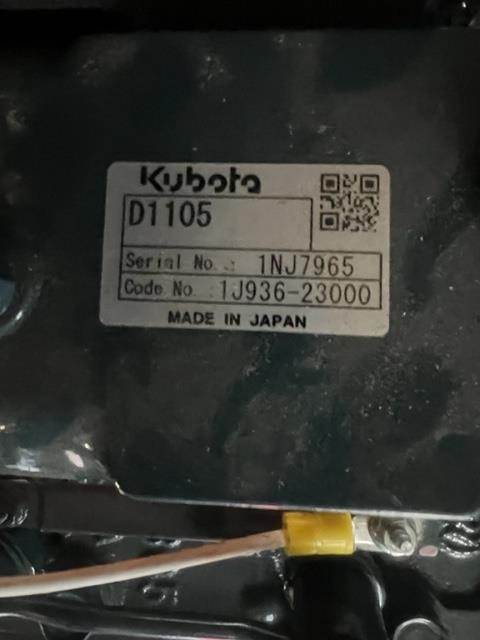 Kubota
D1105
Serial No. : 1NJ7965
Code No. : 1J936-23000
MADE IN JAPAN